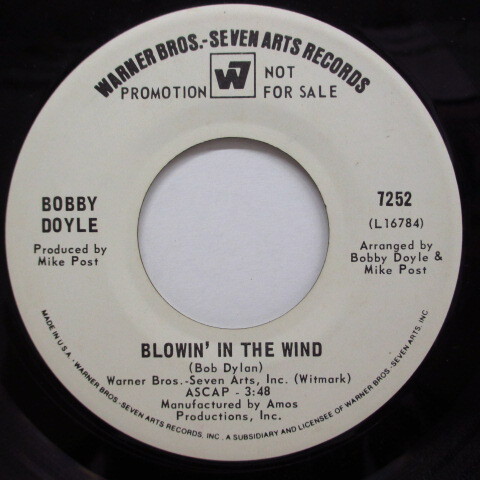 WARNER BROS.-SEVEN ARTS RECORDS
W7
PROMOTION NOT
FOR SALE
BOBBY
DOYLE
Produced by
Mike Post
7252
(L16784)
Arranged by
Bobby Doyle &
Mike Post
BLOWIN' IN THE WIND
(Bob Dylan)
Warner Bros.-Seven Arts, Inc. (Witmark)
ASCAP - 3:48
Manufactured by Amos
Productions, Inc.
MADE IN U.S.A. · WARNER BROS.-SEVEN ARTS RECORDS, INC. A SUBSIDIARY AND LICENSEE OF WARNER BROS.-SEVEN ARTS, INC